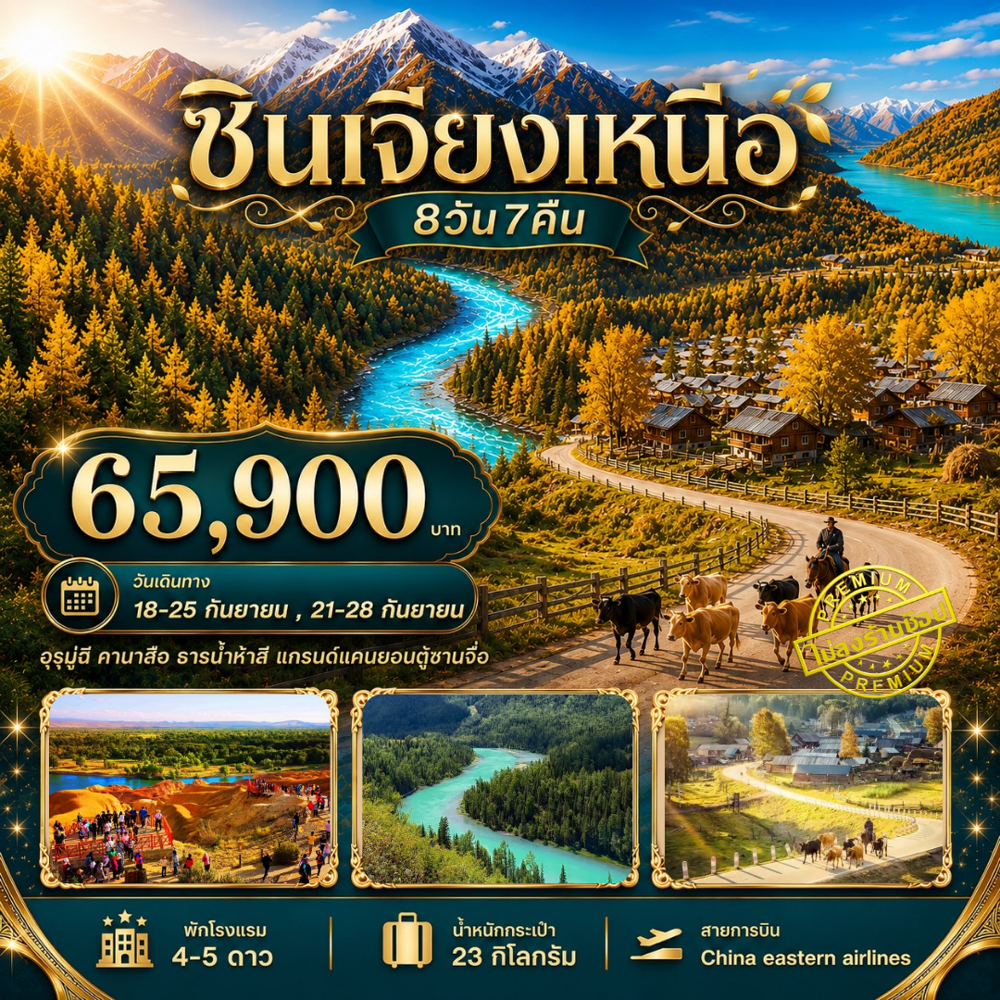 ซินเจียงเหนือ
8วัน7คืน
65,900 บาท
วันเดินทาง
18-25 กันยายน , 21-28 กันยายน
อุรุมู่ฉี คานาสือ ธารน้ำห้าสี แกรนด์แคนยอนตู๋ซานจื่อ
PREMIUM
ไม่ลงร้านช้อป
PREMIUM
พักโรงแรม
4-5 ดาว
น้ำหนักกระเป๋า
23 กิโลกรัม
สายการบิน
China eastern airlines